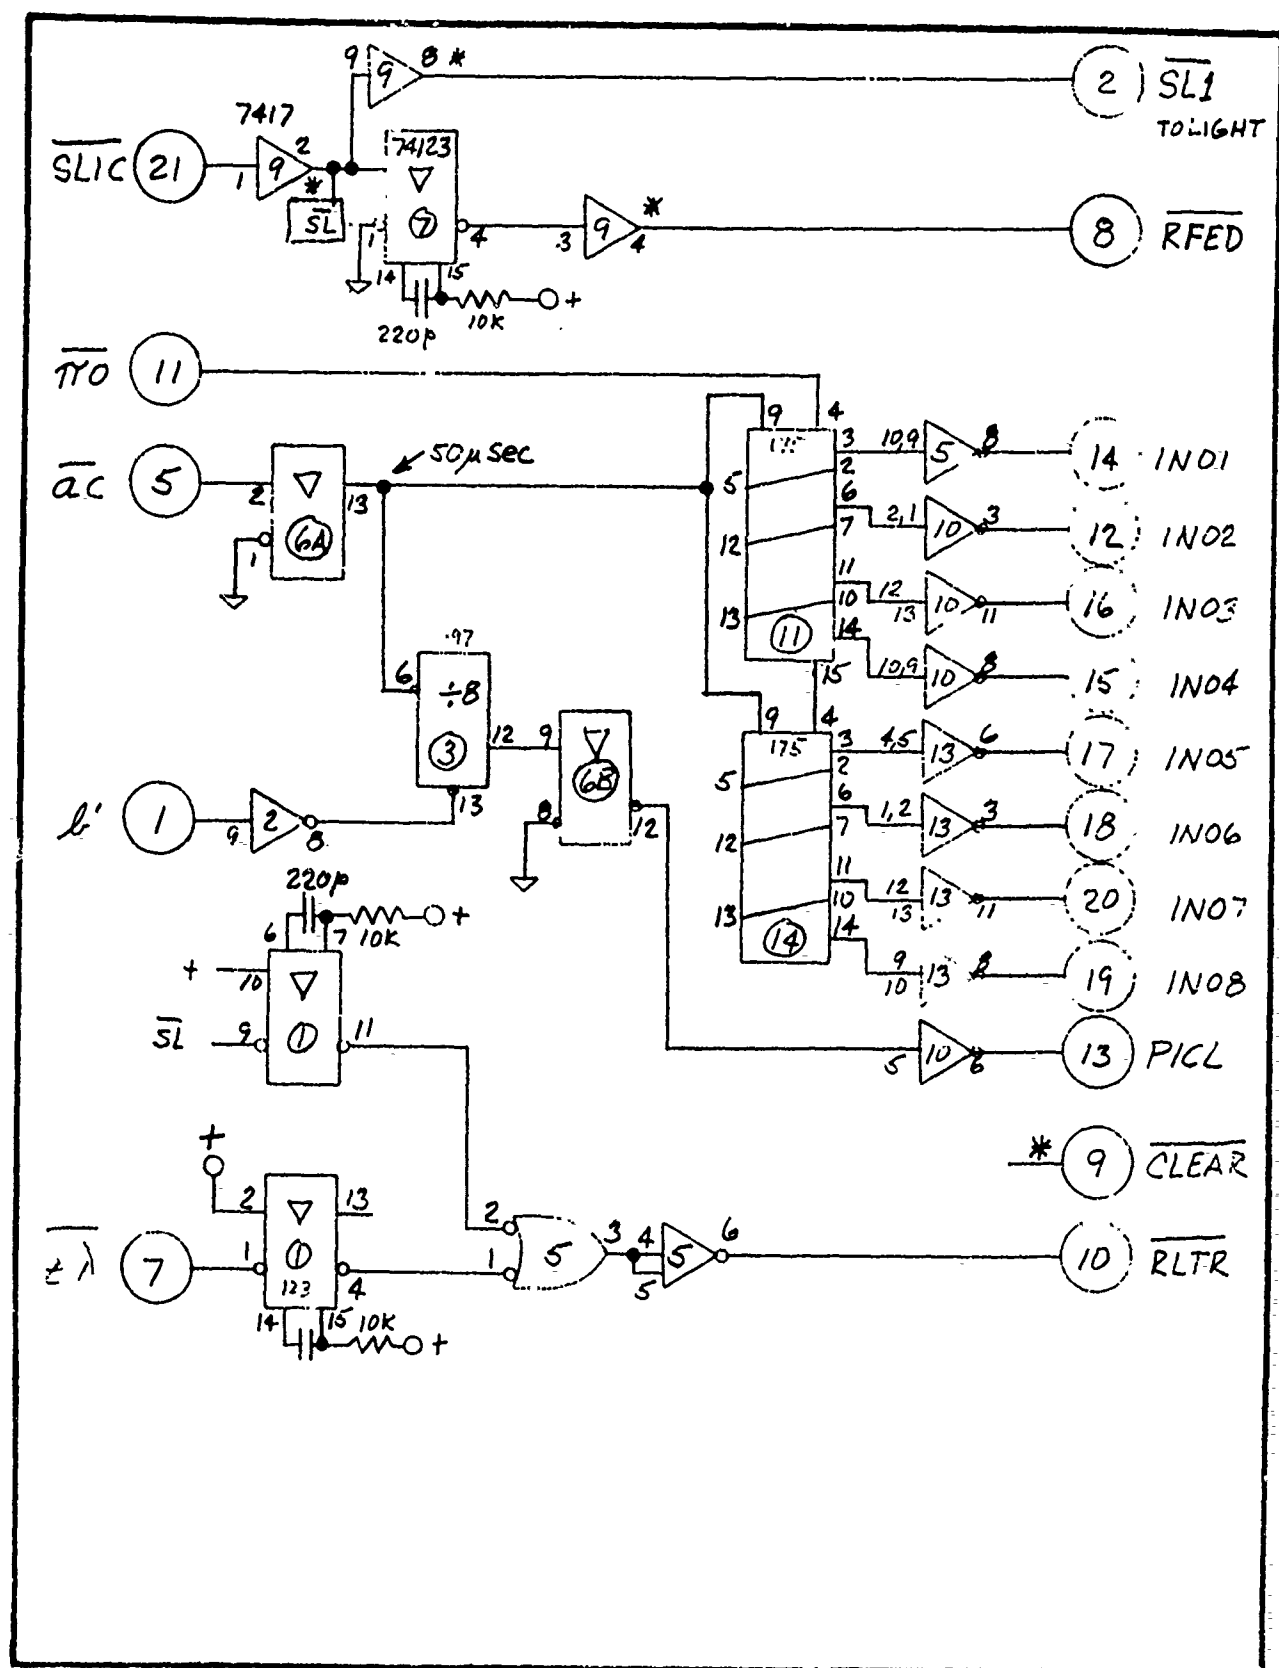 9 9 8 * 2 SL1
TO LIGHT
7417
SLIC 21 1 9 2 * SL
74123 7 1 4 14 15
3 9 4 * 8 RFED
220p 10K +
π0 11
ac 5 2 6A 13 1
50μ sec
9 4
5 12 13 11
3 2 6 7 11 10 14 15
10,9 5 8 14 IN01
2,1 10 3 12 IN02
12 13 10 11 16 IN03
10,9 10 8 15 IN04
97
6 ÷8 3 12 13
9 6B 8 12
9 4
175
5 12 13 14
3 2 6 7 11 10 14
4,5 13 6 17 IN05
1,2 13 3 18 IN06
12 13 13 11 20 IN07
9 10 13 8 19 IN08
b' 1 9 2 8
220p
6 7 10K +
+ 10 1
SL 9 11
5 10 6 13 PICL
* 9 CLEAR
+
2 13
tλ 7 1 1 4
123
14 15 10K +
2 1 5 3 4 5 5 6 10 RLTR